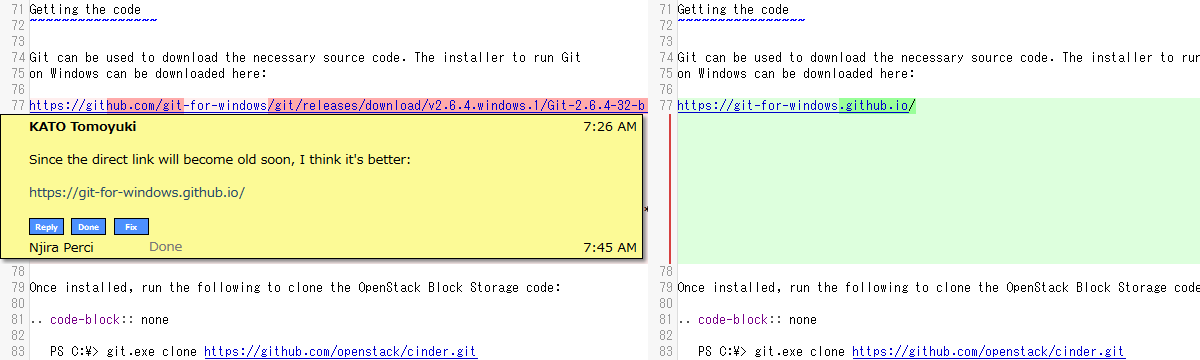 71 Getting the code
72 ~~~~~~~~~~~~~~~~
73
74 Git can be used to download the necessary source code. The installer to run Git
75 on Windows can be downloaded here:
76
77 https://github.com/git-for-windows/git/releases/download/v2.6.4.windows.1/Git-2.6.4-32-b
KATO Tomoyuki 7:26 AM
Since the direct link will become old soon, I think it's better:
https://git-for-windows.github.io/
Reply Done Fix
Njira Perci Done 7:45 AM
78
79 Once installed, run the following to clone the OpenStack Block Storage code:
80
81 .. code-block:: none
82
83 PS C:¥> git.exe clone https://github.com/openstack/cinder.git
71 Getting the code
72 ~~~~~~~~~~~~~~~~
73
74 Git can be used to download the necessary source code. The installer to run
75 on Windows can be downloaded here:
76
77 https://git-for-windows.github.io/
78
79 Once installed, run the following to clone the OpenStack Block Storage code
80
81 .. code-block:: none
82
83 PS C:¥> git.exe clone https://github.com/openstack/cinder.git